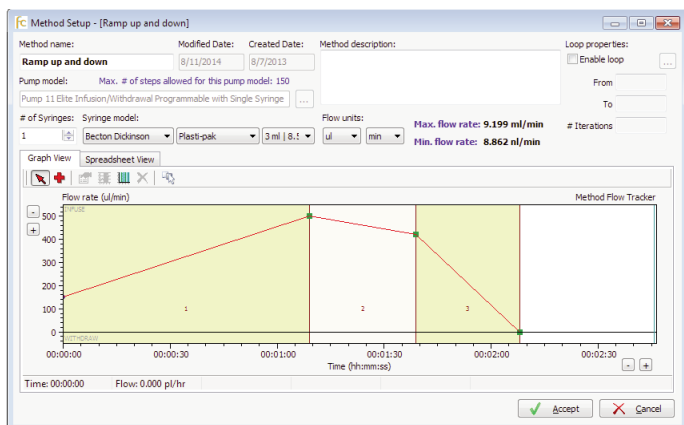 Method Setup - [Ramp up and down]
Method name: Modified Date: Created Date: Method description: Loop properties:
Ramp up and down 8/11/2014 8/7/2013 Enable loop ...
Pump model: Max. # of steps allowed for this pump model: 150 From
Pump 11 Elite Infusion/Withdrawal Programmable with Single Syringe ... To
# of Syringes: Syringe model: Flow units: # Iterations
1 Becton Dickinson Plasti-pak 3 ml | 8.5 ul min
Max. flow rate: 9.199 ml/min
Min. flow rate: 8.862 nl/min
Graph View Spreadsheet View
Flow rate (ul/min) Method Flow Tracker
INFUSE
- 500
+ 400
300
200
100 1 2 3
0
WITHDRAW
00:00:00 00:00:30 00:01:00 00:01:30 00:02:00 00:02:30
Time (hh:mm:ss) - +
Time: 00:00:00 Flow: 0.000 pl/hr
Accept Cancel